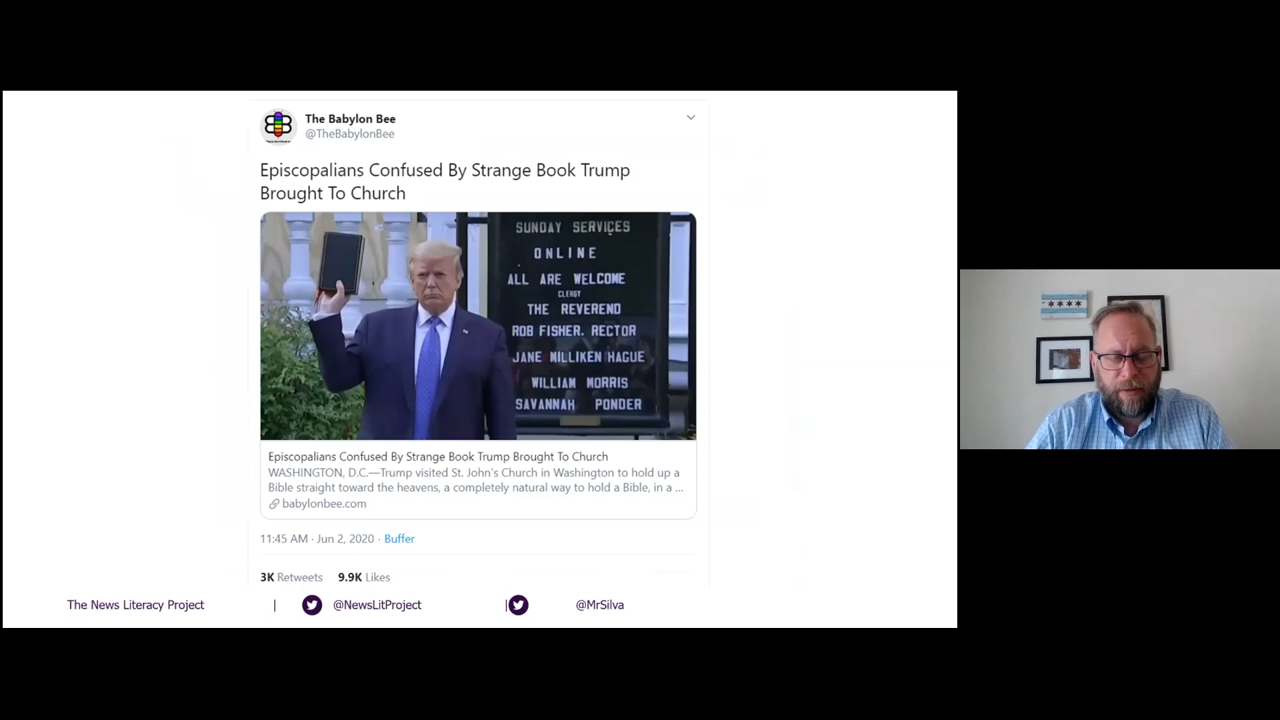 The Babylon Bee
@TheBabylonBee
Episcopalians Confused By Strange Book Trump
Brought To Church
SUNDAY SERVICES
ONLINE
ALL ARE WELCOME
CLERGY
THE REVEREND
ROB FISHER. RECTOR
JANE MILLIKEN HAGUE
WILLIAM MORRIS
SAVANNAH PONDER
Episcopalians Confused By Strange Book Trump Brought To Church
WASHINGTON, D.C.—Trump visited St. John's Church in Washington to hold up a
Bible straight toward the heavens, a completely natural way to hold a Bible, in a ...
babylonbee.com
11:45 AM · Jun 2, 2020 · Buffer
3K Retweets 9.9K Likes
The News Literacy Project | @NewsLitProject | @MrSilva